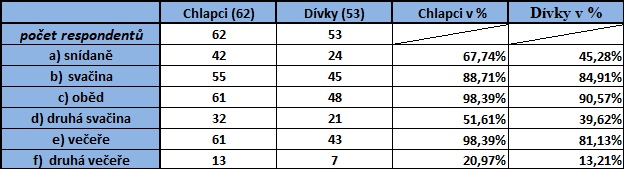 Chlapci (62) Dívky (53) Chlapci v % Dívky v %
počet respondentů 62 53
a) snídaně 42 24 67,74% 45,28%
b) svačina 55 45 88,71% 84,91%
c) oběd 61 48 98,39% 90,57%
d) druhá svačina 32 21 51,61% 39,62%
e) večeře 61 43 98,39% 81,13%
f) druhá večeře 13 7 20,97% 13,21%